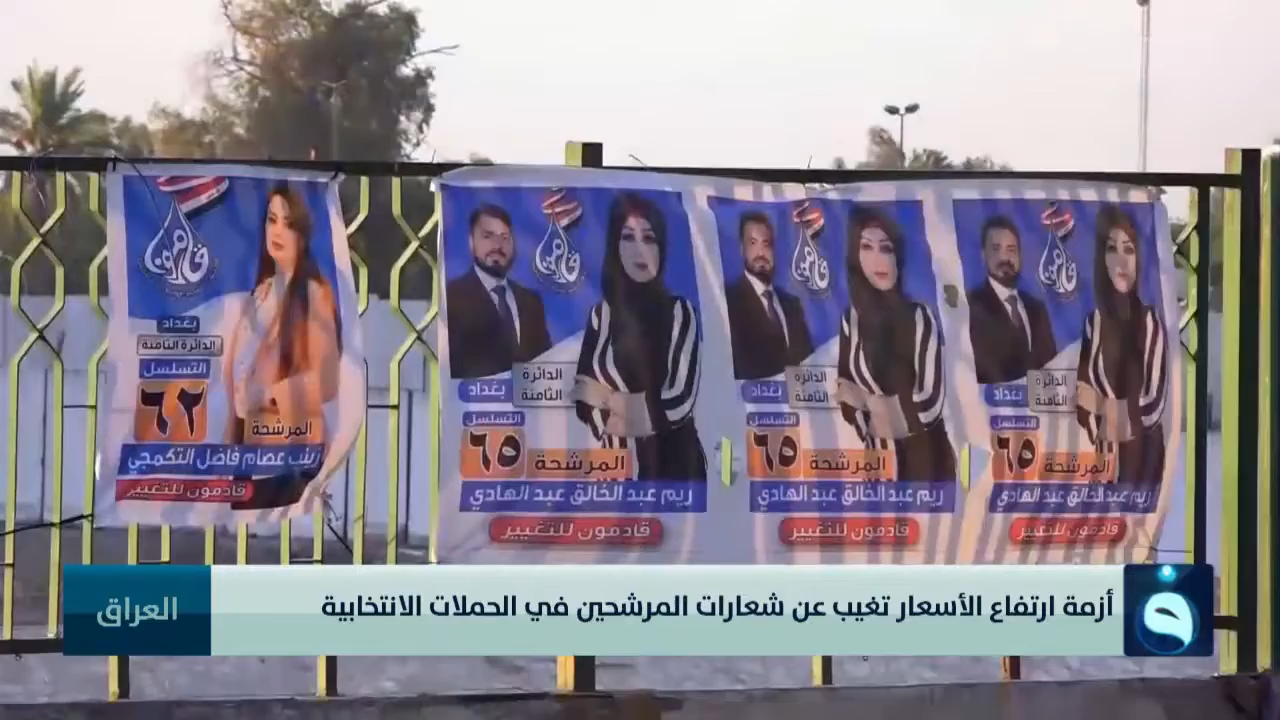 قادمون
بغداد
الدائرة الثامنة
التسلسل
٦٢
المرشحة
زينب عصام فاضل التكمجي
قادمون للتغيير
قادمون
الدائرة
الثامنة
بغداد
التسلسل
٦٥
المرشحة
ريم عبد الخالق عبد الهادي
قادمون للتغيير
قادمون
الدائرة
الثامنة
بغداد
التسلسل
٦٥
المرشحة
ريم عبد الخالق عبد الهادي
قادمون للتغيير
قادمون
الدائرة
الثامنة
بغداد
التسلسل
٦٥
المرشحة
ريم عبد الخالق عبد الهادي
قادمون للتغيير
أزمة ارتفاع الأسعار تغيب عن شعارات المرشحين في الحملات الانتخابية
العراق